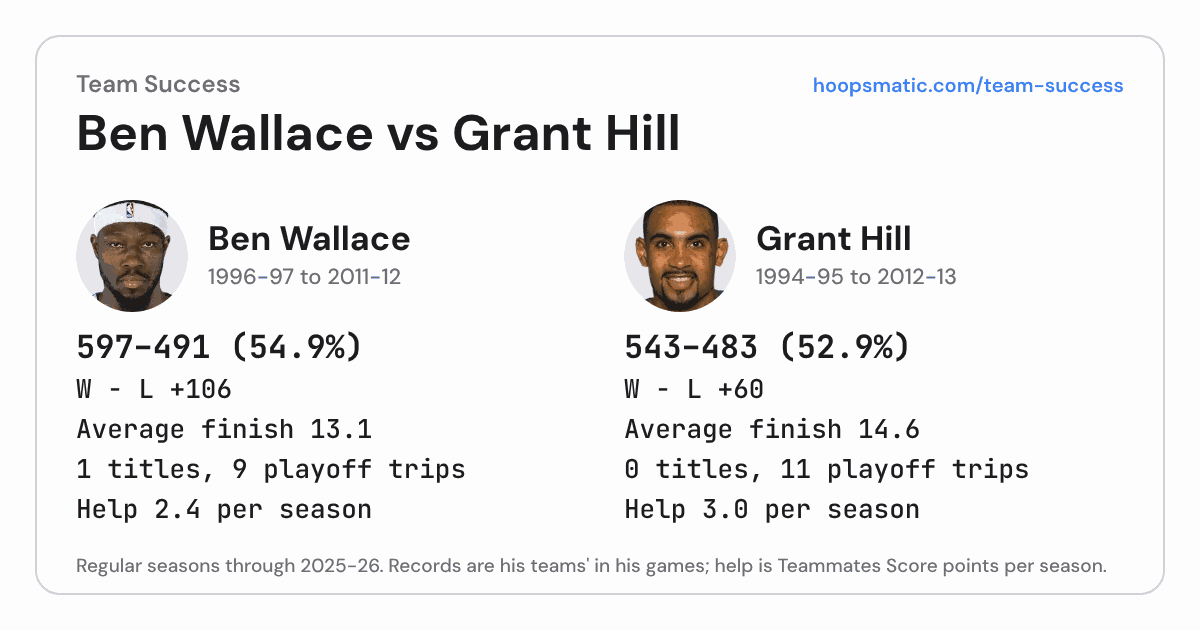 Team Success
hoopsmatic.com/team-success
Ben Wallace vs Grant Hill
Ben Wallace
1996-97 to 2011-12
597-491 (54.9%)
W - L +106
Average finish 13.1
1 titles, 9 playoff trips
Help 2.4 per season
Grant Hill
1994-95 to 2012-13
543-483 (52.9%)
W - L +60
Average finish 14.6
0 titles, 11 playoff trips
Help 3.0 per season
Regular seasons through 2025-26. Records are his teams' in his games; help is Teammates Score points per season.